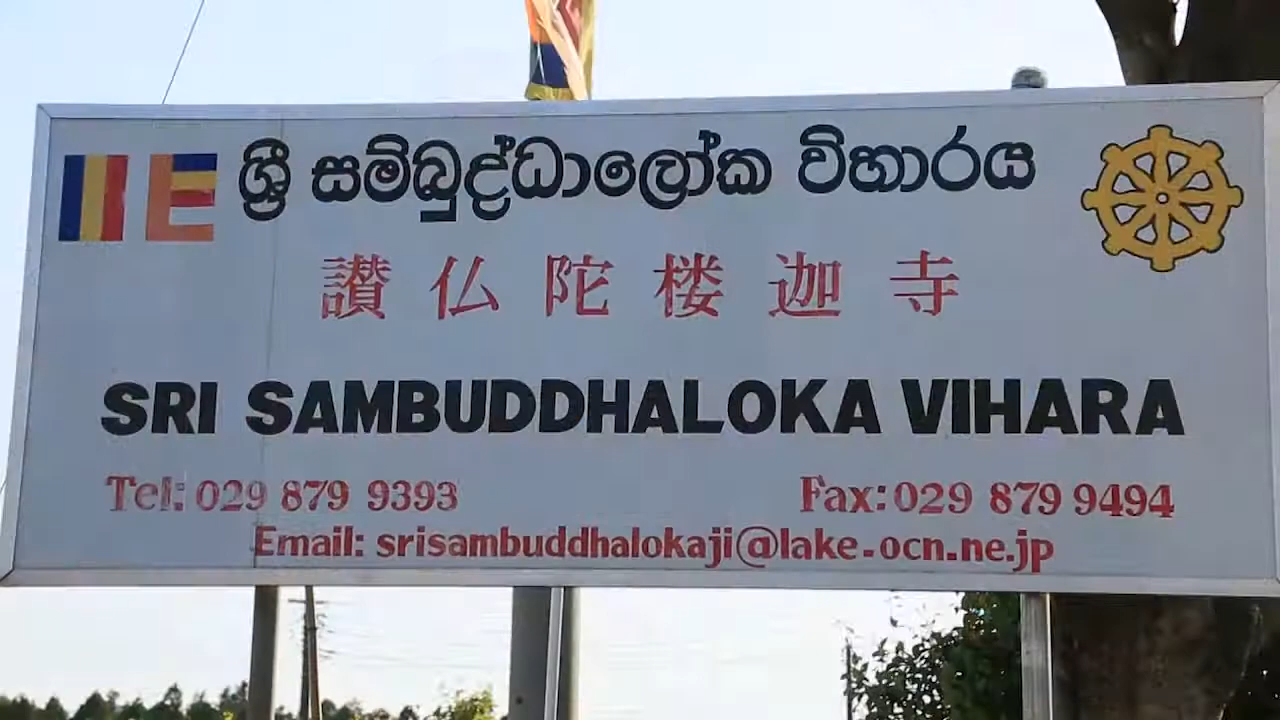 ශ්‍රී සම්බුද්ධාලෝක විහාරය
讃仏陀楼迦寺
SRI SAMBUDDHALOKA VIHARA
Tel: 029 879 9393 Fax: 029 879 9494
Email: srisambuddhalokaji@lake-ocn.ne.jp